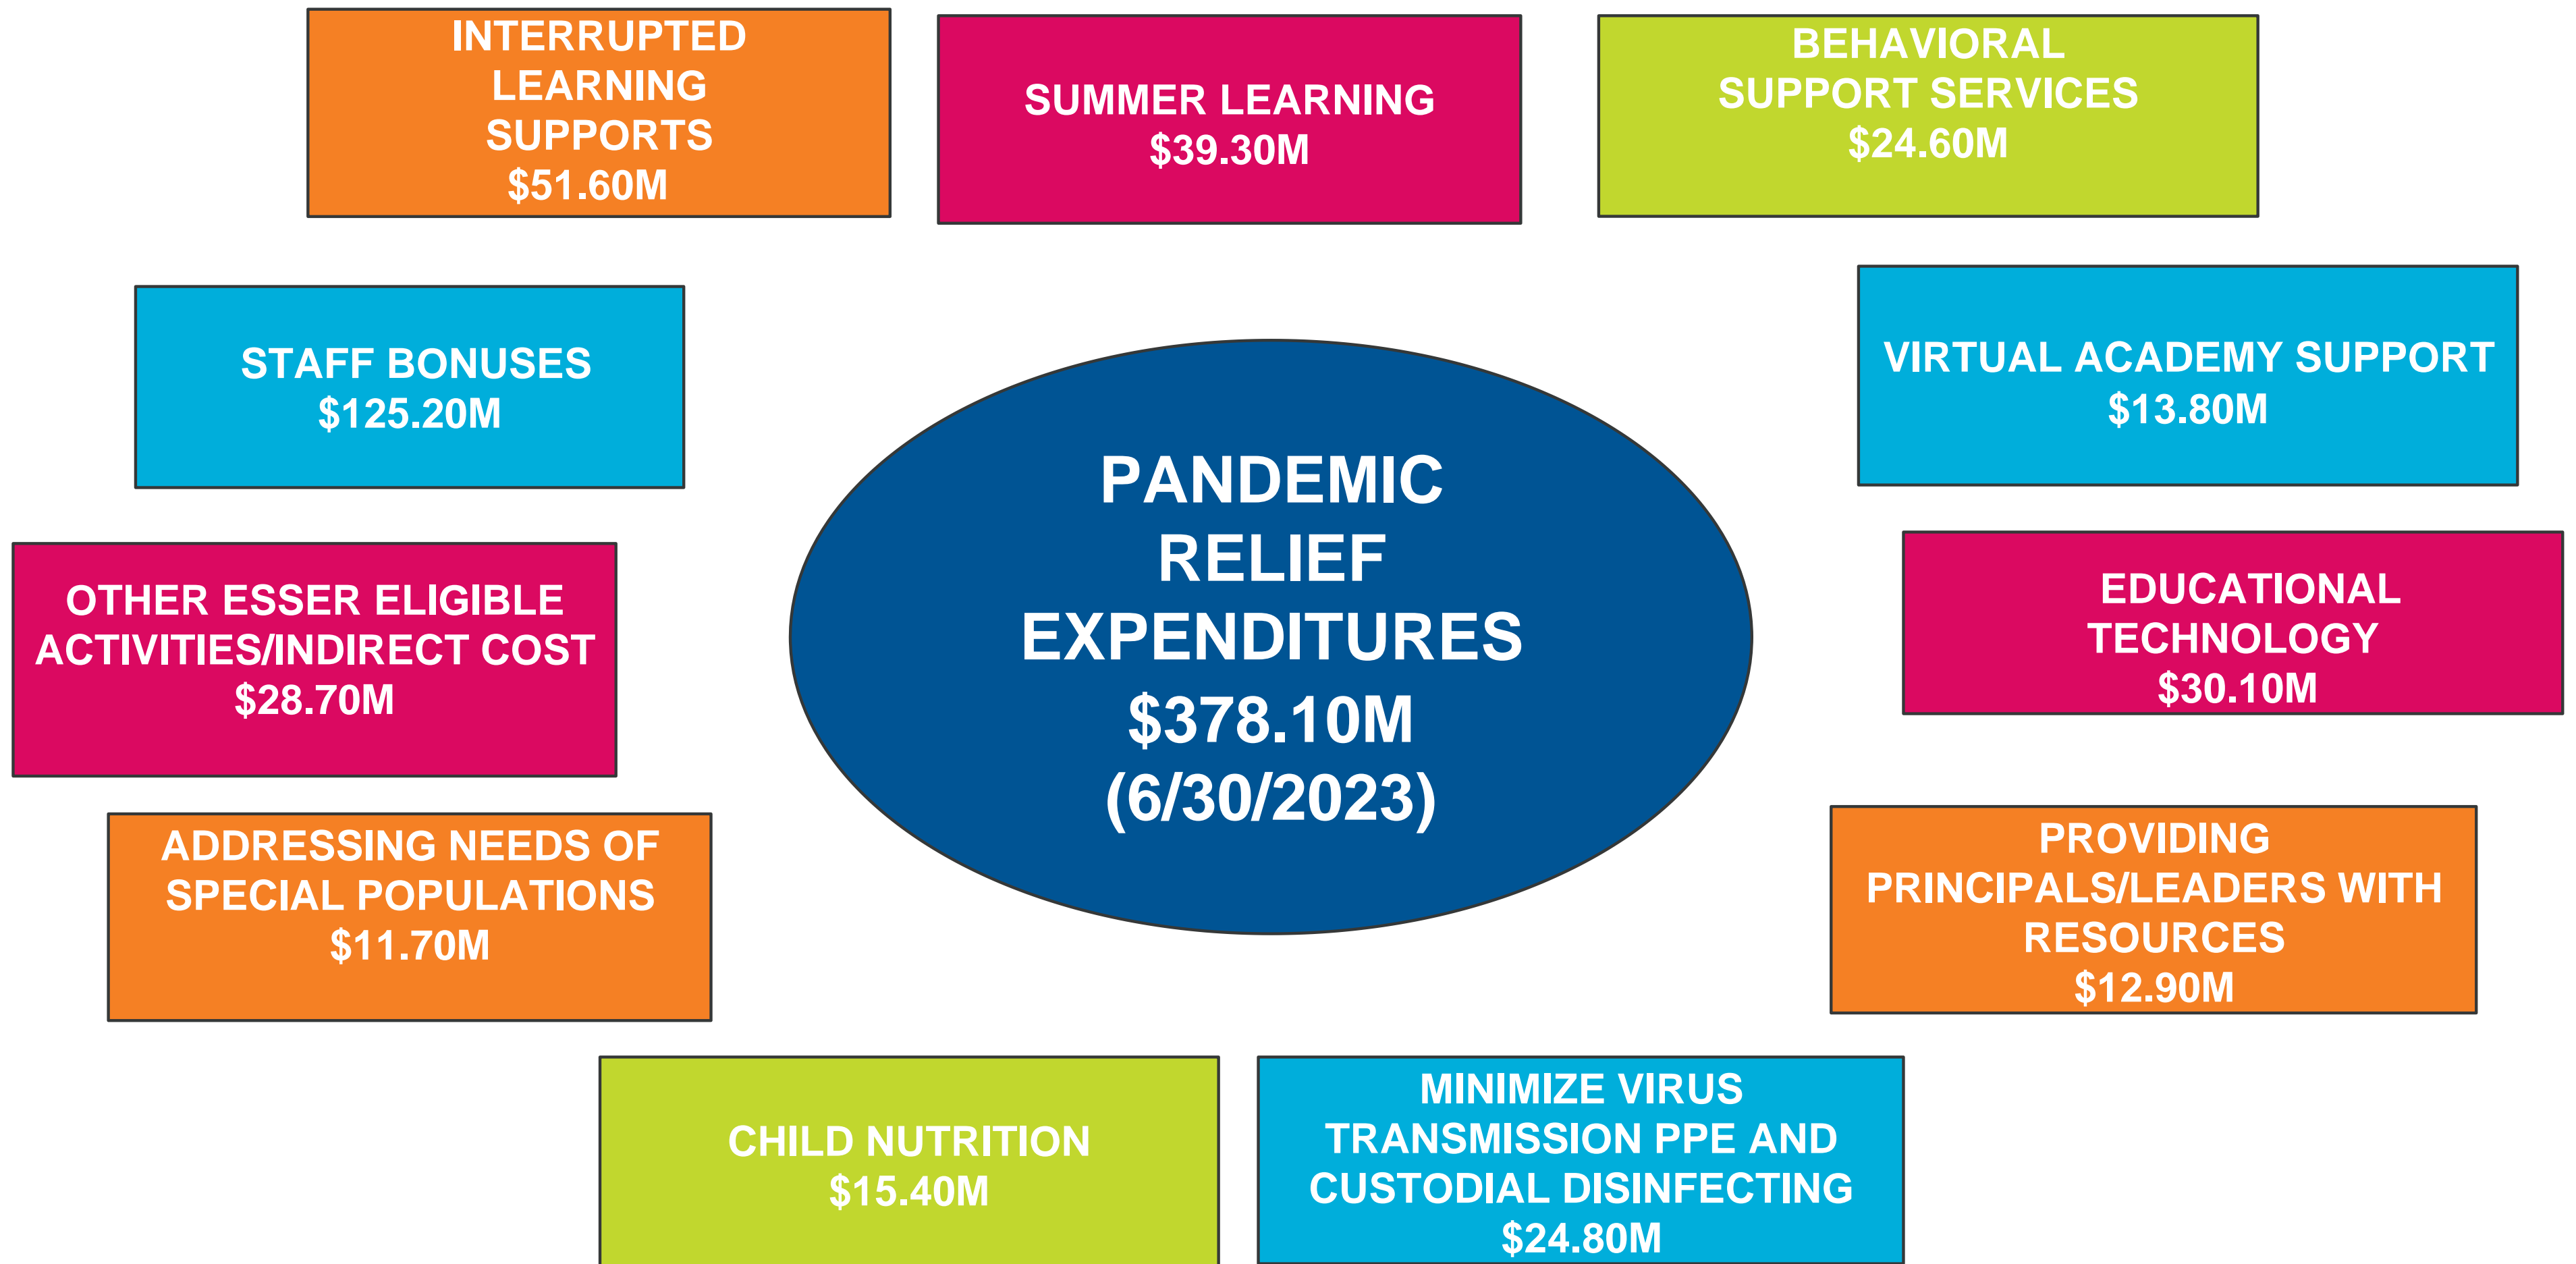 INTERRUPTED
LEARNING
SUPPORTS
$51.60M
SUMMER LEARNING
$39.30M
BEHAVIORAL
SUPPORT SERVICES
$24.60M
STAFF BONUSES
$125.20M
VIRTUAL ACADEMY SUPPORT
$13.80M
PANDEMIC
RELIEF
EXPENDITURES
$378.10M
(6/30/2023)
OTHER ESSER ELIGIBLE
ACTIVITIES/INDIRECT COST
$28.70M
EDUCATIONAL
TECHNOLOGY
$30.10M
ADDRESSING NEEDS OF
SPECIAL POPULATIONS
$11.70M
PROVIDING
PRINCIPALS/LEADERS WITH
RESOURCES
$12.90M
CHILD NUTRITION
$15.40M
MINIMIZE VIRUS
TRANSMISSION PPE AND
CUSTODIAL DISINFECTING
$24.80M